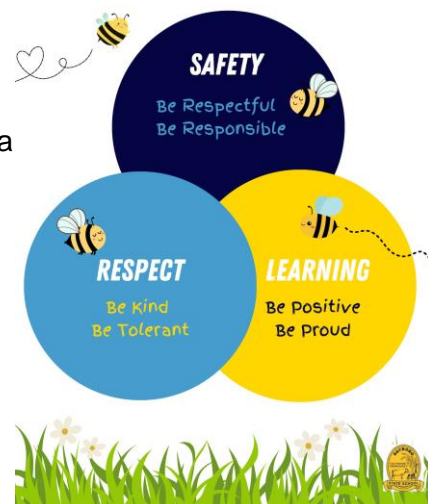 SAFETY
Be Respectful
Be Responsible
a
RESPECT
Be Kind
Be Tolerant
LEARNING
Be Positive
Be Proud